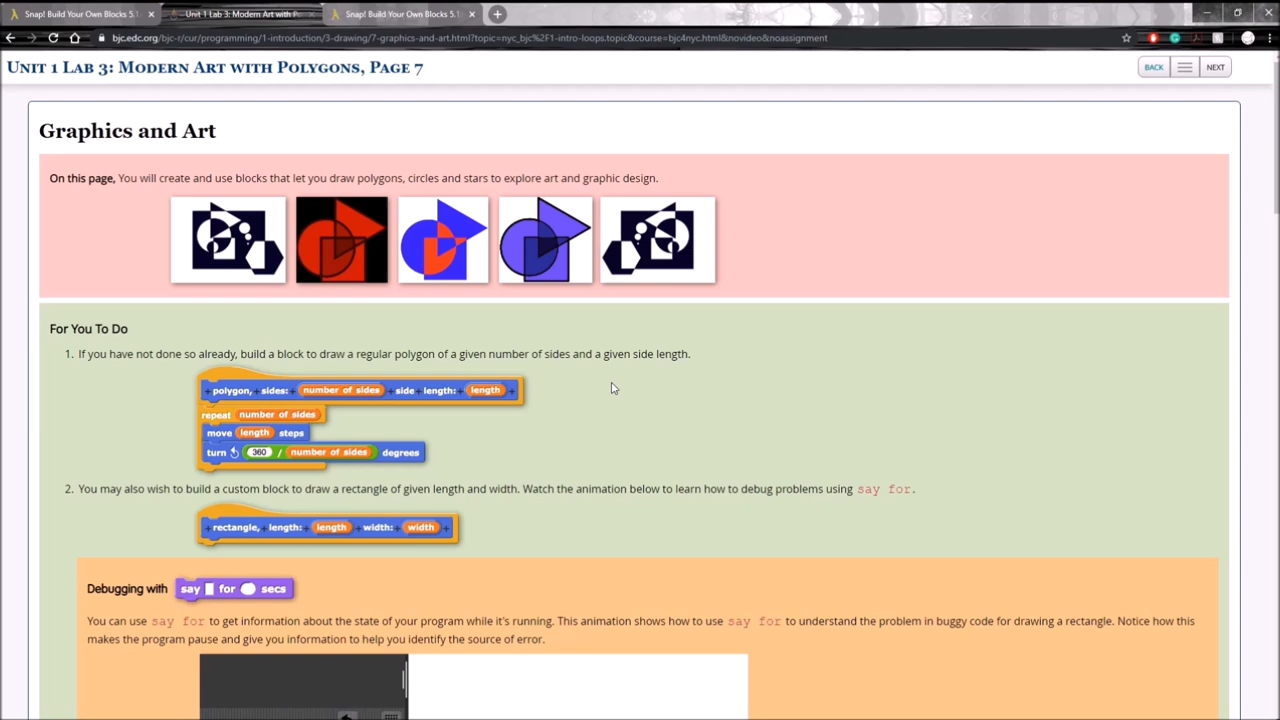 Snap! Build Your Own Blocks 5.1
Unit 1 Lab 3: Modern Art with P
Snap! Build Your Own Blocks 5.1
bjc.edc.org/bjc-r/cur/programming/1-introduction/3-drawing/7-graphics-and-art.html?topic=nyc_bjc%2F1-intro-loops.topic&course=bjc4nyc.html&novideo&noassignment
Unit 1 Lab 3: Modern Art with Polygons, Page 7
BACK
NEXT
Graphics and Art
On this page, You will create and use blocks that let you draw polygons, circles and stars to explore art and graphic design.
For You To Do
1. If you have not done so already, build a block to draw a regular polygon of a given number of sides and a given side length.
+ polygon, + sides: + number of sides + side + length: + length +
repeat number of sides
move length steps
turn 360 / number of sides degrees
2. You may also wish to build a custom block to draw a rectangle of given length and width. Watch the animation below to learn how to debug problems using say for.
+ rectangle, + length: + length + width: + width +
Debugging with say for secs
You can use say for to get information about the state of your program while it's running. This animation shows how to use say for to understand the problem in buggy code for drawing a rectangle. Notice how this
makes the program pause and give you information to help you identify the source of error.